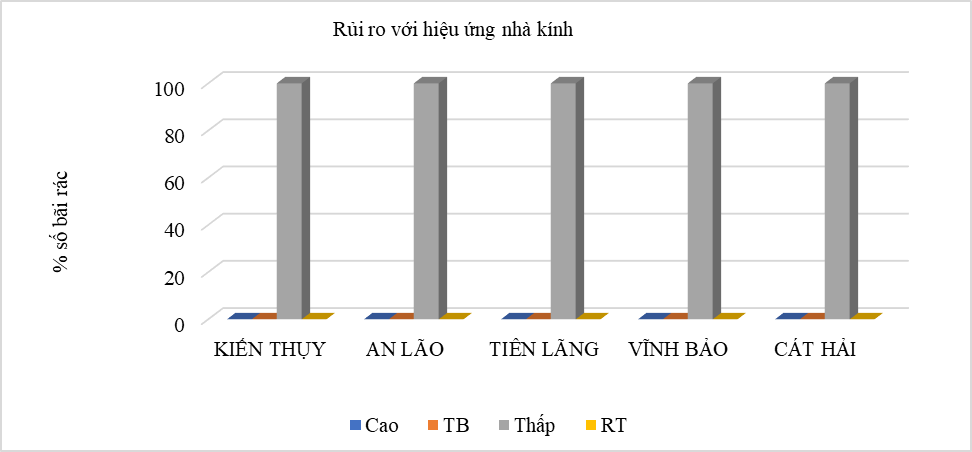 Rủi ro với hiệu ứng nhà kính
% số bãi rác
100
80
60
40
20
0
KIẾN THỤY AN LÃO TIÊN LÃNG VĨNH BẢO CÁT HẢI
Cao TB Thấp RT